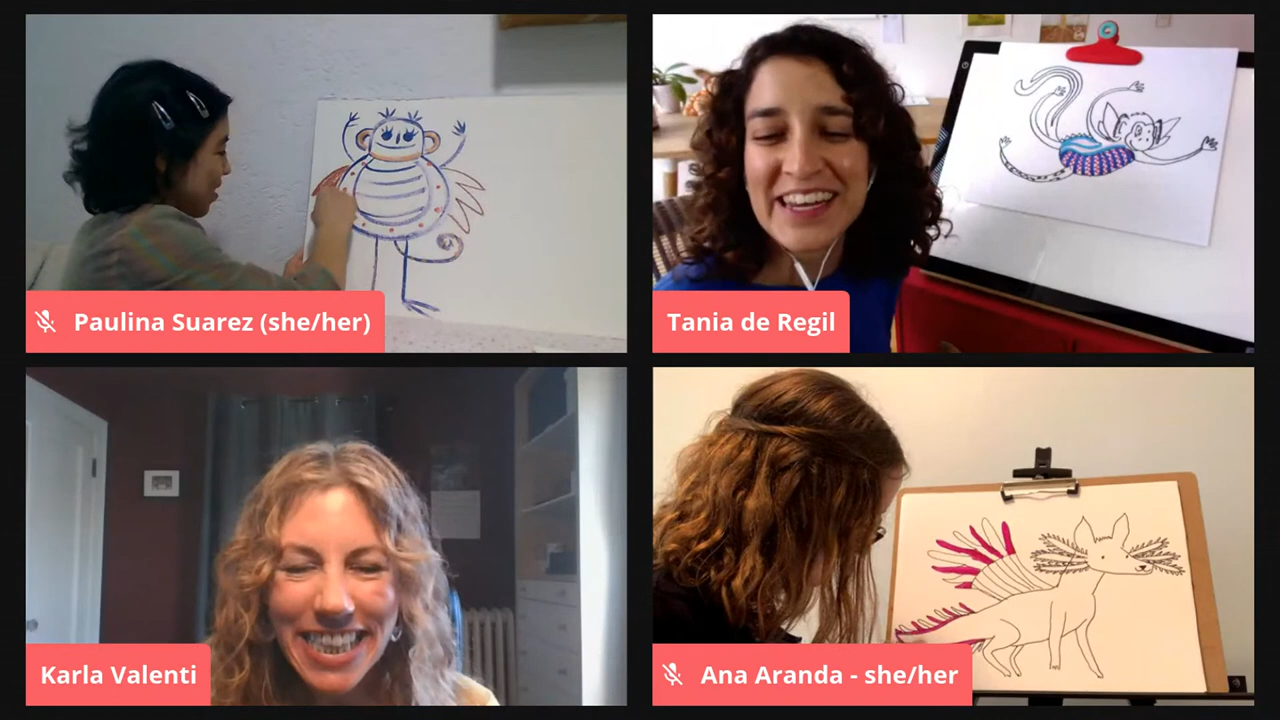 Paulina Suarez (she/her)
Tania de Regil
Karla Valenti
Ana Aranda - she/her